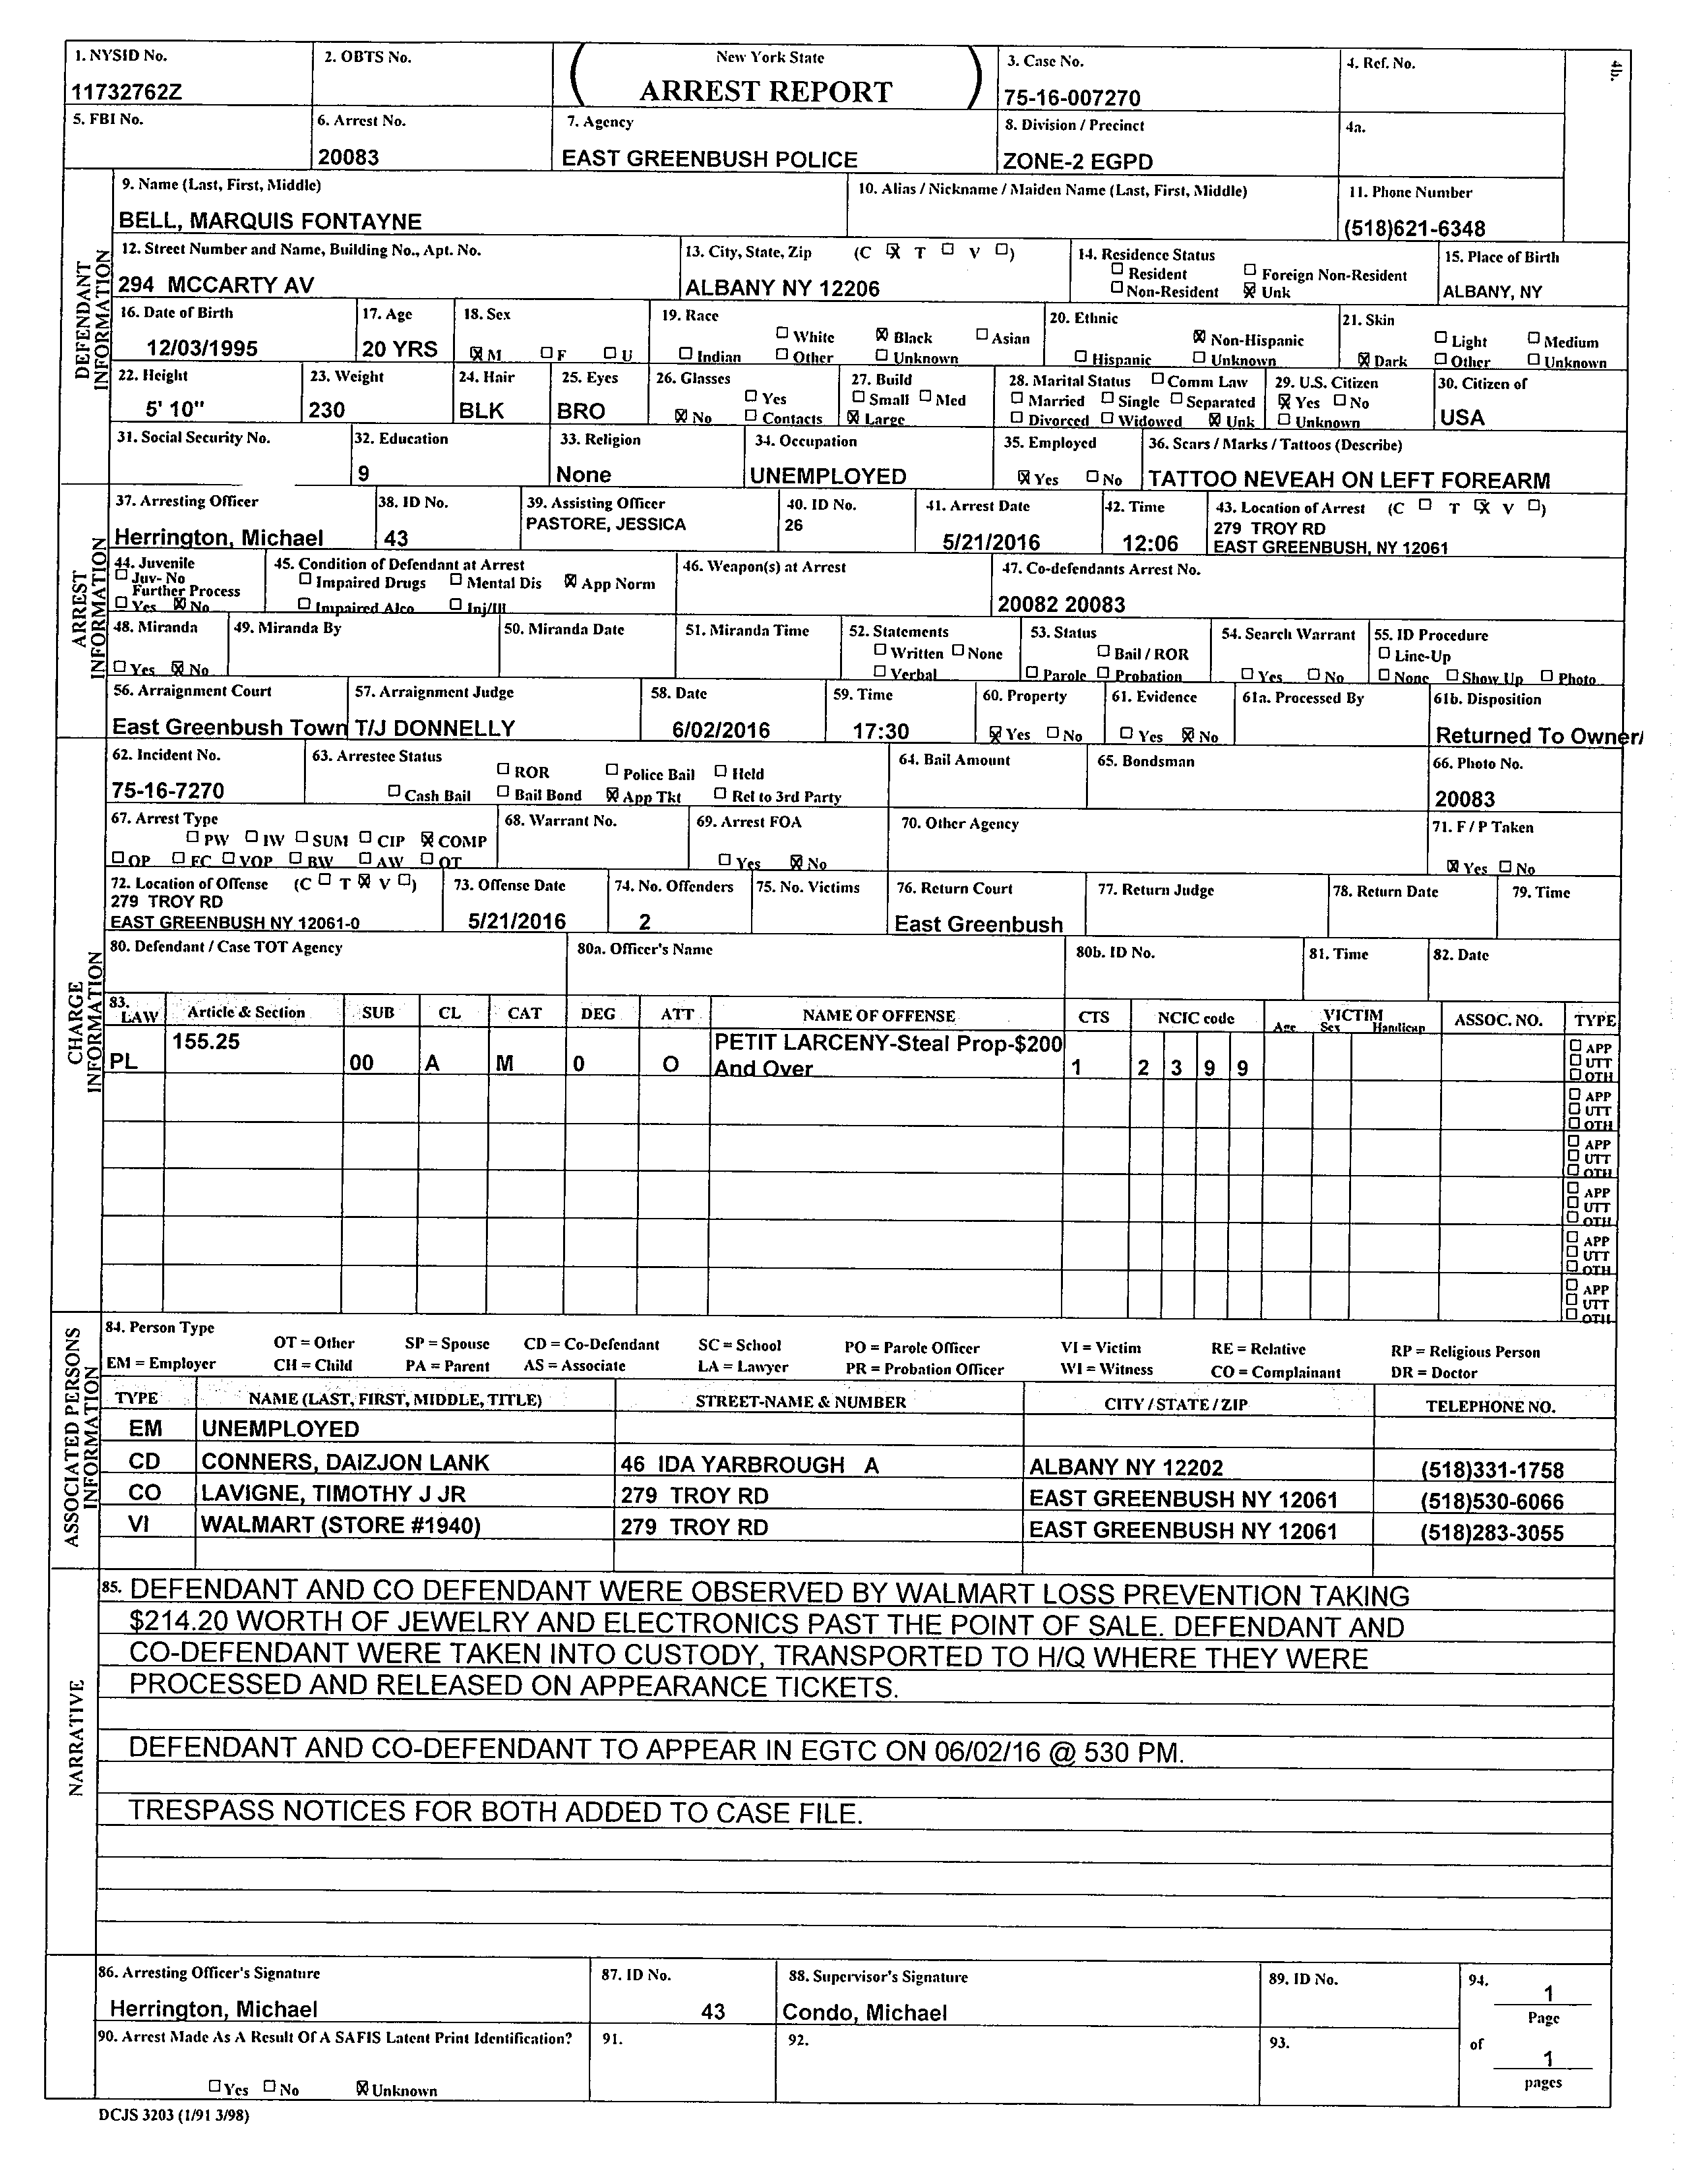 1. NYSID No.
11732762Z
2. OBTS No.
New York State
ARREST REPORT
3. Case No.
75-16-007270
4. Ref. No.
4b.
5. FBI No.
6. Arrest No.
20083
7. Agency
EAST GREENBUSH POLICE
8. Division / Precinct
ZONE-2 EGPD
4a.
DEFENDANT INFORMATION
9. Name (Last, First, Middle)
BELL, MARQUIS FONTAYNE
10. Alias / Nickname / Maiden Name (Last, First, Middle)
11. Phone Number
(518)621-6348
12. Street Number and Name, Building No., Apt. No.
294 MCCARTY AV
13. City, State, Zip (C ☒ T ☐ V ☐)
ALBANY NY 12206
14. Residence Status
☐ Resident ☐ Foreign Non-Resident
☐ Non-Resident ☒ Unk
15. Place of Birth
ALBANY, NY
16. Date of Birth
12/03/1995
17. Age
20 YRS
18. Sex
☒ M ☐ F ☐ U
19. Race
☐ White ☒ Black ☐ Asian
☐ Indian ☐ Other ☐ Unknown
20. Ethnic
☒ Non-Hispanic
☐ Hispanic ☐ Unknown
21. Skin
☐ Light ☐ Medium
☒ Dark ☐ Other ☐ Unknown
22. Height
5' 10"
23. Weight
230
24. Hair
BLK
25. Eyes
BRO
26. Glasses
☐ Yes
☒ No ☐ Contacts
27. Build
☐ Small ☐ Med
☒ Large
28. Marital Status ☐ Comm Law
☐ Married ☐ Single ☐ Separated
☐ Divorced ☐ Widowed ☒ Unk
29. U.S. Citizen
☒ Yes ☐ No
☐ Unknown
30. Citizen of
USA
31. Social Security No.
32. Education
9
33. Religion
None
34. Occupation
UNEMPLOYED
35. Employed
☒ Yes ☐ No
36. Scars / Marks / Tattoos (Describe)
TATTOO NEVEAH ON LEFT FOREARM
ARREST INFORMATION
37. Arresting Officer
Herrington, Michael
38. ID No.
43
39. Assisting Officer
PASTORE, JESSICA
40. ID No.
26
41. Arrest Date
5/21/2016
42. Time
12:06
43. Location of Arrest (C ☐ T ☒ V ☐)
279 TROY RD
EAST GREENBUSH, NY 12061
44. Juvenile
☐ Juv- No
Further Process
☐ Yes ☒ No
45. Condition of Defendant at Arrest
☐ Impaired Drugs ☐ Mental Dis ☒ App Norm
☐ Impaired Alco ☐ Inj/Ill
46. Weapon(s) at Arrest
47. Co-defendants Arrest No.
20082 20083
48. Miranda
☐ Yes ☒ No
49. Miranda By
50. Miranda Date
51. Miranda Time
52. Statements
☐ Written ☐ None
☐ Verbal
53. Status
☐ Bail / ROR
☐ Parole ☐ Probation
54. Search Warrant
☐ Yes ☐ No
55. ID Procedure
☐ Line-Up
☐ None ☐ Show Up ☐ Photo
56. Arraignment Court
East Greenbush Town
57. Arraignment Judge
T/J DONNELLY
58. Date
6/02/2016
59. Time
17:30
60. Property
☒ Yes ☐ No
61. Evidence
☐ Yes ☒ No
61a. Processed By
61b. Disposition
Returned To Owner/
CHARGE INFORMATION
62. Incident No.
75-16-7270
63. Arrestee Status
☐ ROR ☐ Police Bail ☐ Held
☐ Cash Bail ☐ Bail Bond ☒ App Tkt ☐ Rel to 3rd Party
64. Bail Amount
65. Bondsman
66. Photo No.
20083
67. Arrest Type
☐ PW ☐ IW ☐ SUM ☐ CIP ☒ COMP
☐ OP ☐ FC ☐ VOP ☐ BW ☐ AW ☐ OT
68. Warrant No.
69. Arrest FOA
☐ Yes ☒ No
70. Other Agency
71. F / P Taken
☒ Yes ☐ No
72. Location of Offense (C ☐ T ☒ V ☐)
279 TROY RD
EAST GREENBUSH NY 12061-0
73. Offense Date
5/21/2016
74. No. Offenders
2
75. No. Victims
76. Return Court
East Greenbush
77. Return Judge
78. Return Date
79. Time
80. Defendant / Case TOT Agency
80a. Officer's Name
80b. ID No.
81. Time
82. Date
83. LAW Article & Section SUB CL CAT DEG ATT NAME OF OFFENSE CTS NCIC code VICTIM Age Sex Handicap ASSOC. NO. TYPE
PL 155.25 00 A M 0 O PETIT LARCENY-Steal Prop-$200 And Over 1 2 3 9 9
☐ APP
☐ UTT
☐ OTH
☐ APP
☐ UTT
☐ OTH
☐ APP
☐ UTT
☐ OTH
☐ APP
☐ UTT
☐ OTH
☐ APP
☐ UTT
☐ OTH
☐ APP
☐ UTT
☐ OTH
ASSOCIATED PERSONS INFORMATION
84. Person Type
OT = Other SP = Spouse CD = Co-Defendant SC = School PO = Parole Officer VI = Victim RE = Relative RP = Religious Person
EM = Employer CH = Child PA = Parent AS = Associate LA = Lawyer PR = Probation Officer WI = Witness CO = Complainant DR = Doctor
TYPE NAME (LAST, FIRST, MIDDLE, TITLE) STREET-NAME & NUMBER CITY / STATE / ZIP TELEPHONE NO.
EM UNEMPLOYED
CD CONNERS, DAIZJON LANK 46 IDA YARBROUGH A ALBANY NY 12202 (518)331-1758
CO LAVIGNE, TIMOTHY J JR 279 TROY RD EAST GREENBUSH NY 12061 (518)530-6066
VI WALMART (STORE #1940) 279 TROY RD EAST GREENBUSH NY 12061 (518)283-3055
NARRATIVE
85. DEFENDANT AND CO DEFENDANT WERE OBSERVED BY WALMART LOSS PREVENTION TAKING
$214.20 WORTH OF JEWELRY AND ELECTRONICS PAST THE POINT OF SALE. DEFENDANT AND
CO-DEFENDANT WERE TAKEN INTO CUSTODY, TRANSPORTED TO H/Q WHERE THEY WERE
PROCESSED AND RELEASED ON APPEARANCE TICKETS.
DEFENDANT AND CO-DEFENDANT TO APPEAR IN EGTC ON 06/02/16 @ 530 PM.
TRESPASS NOTICES FOR BOTH ADDED TO CASE FILE.
86. Arresting Officer's Signature
Herrington, Michael
87. ID No.
43
88. Supervisor's Signature
Condo, Michael
89. ID No.
94.
1
Page
of
1
pages
90. Arrest Made As A Result Of A SAFIS Latent Print Identification?
☐ Yes ☐ No ☒ Unknown
91.
92.
93.
DCJS 3203 (1/91 3/98)